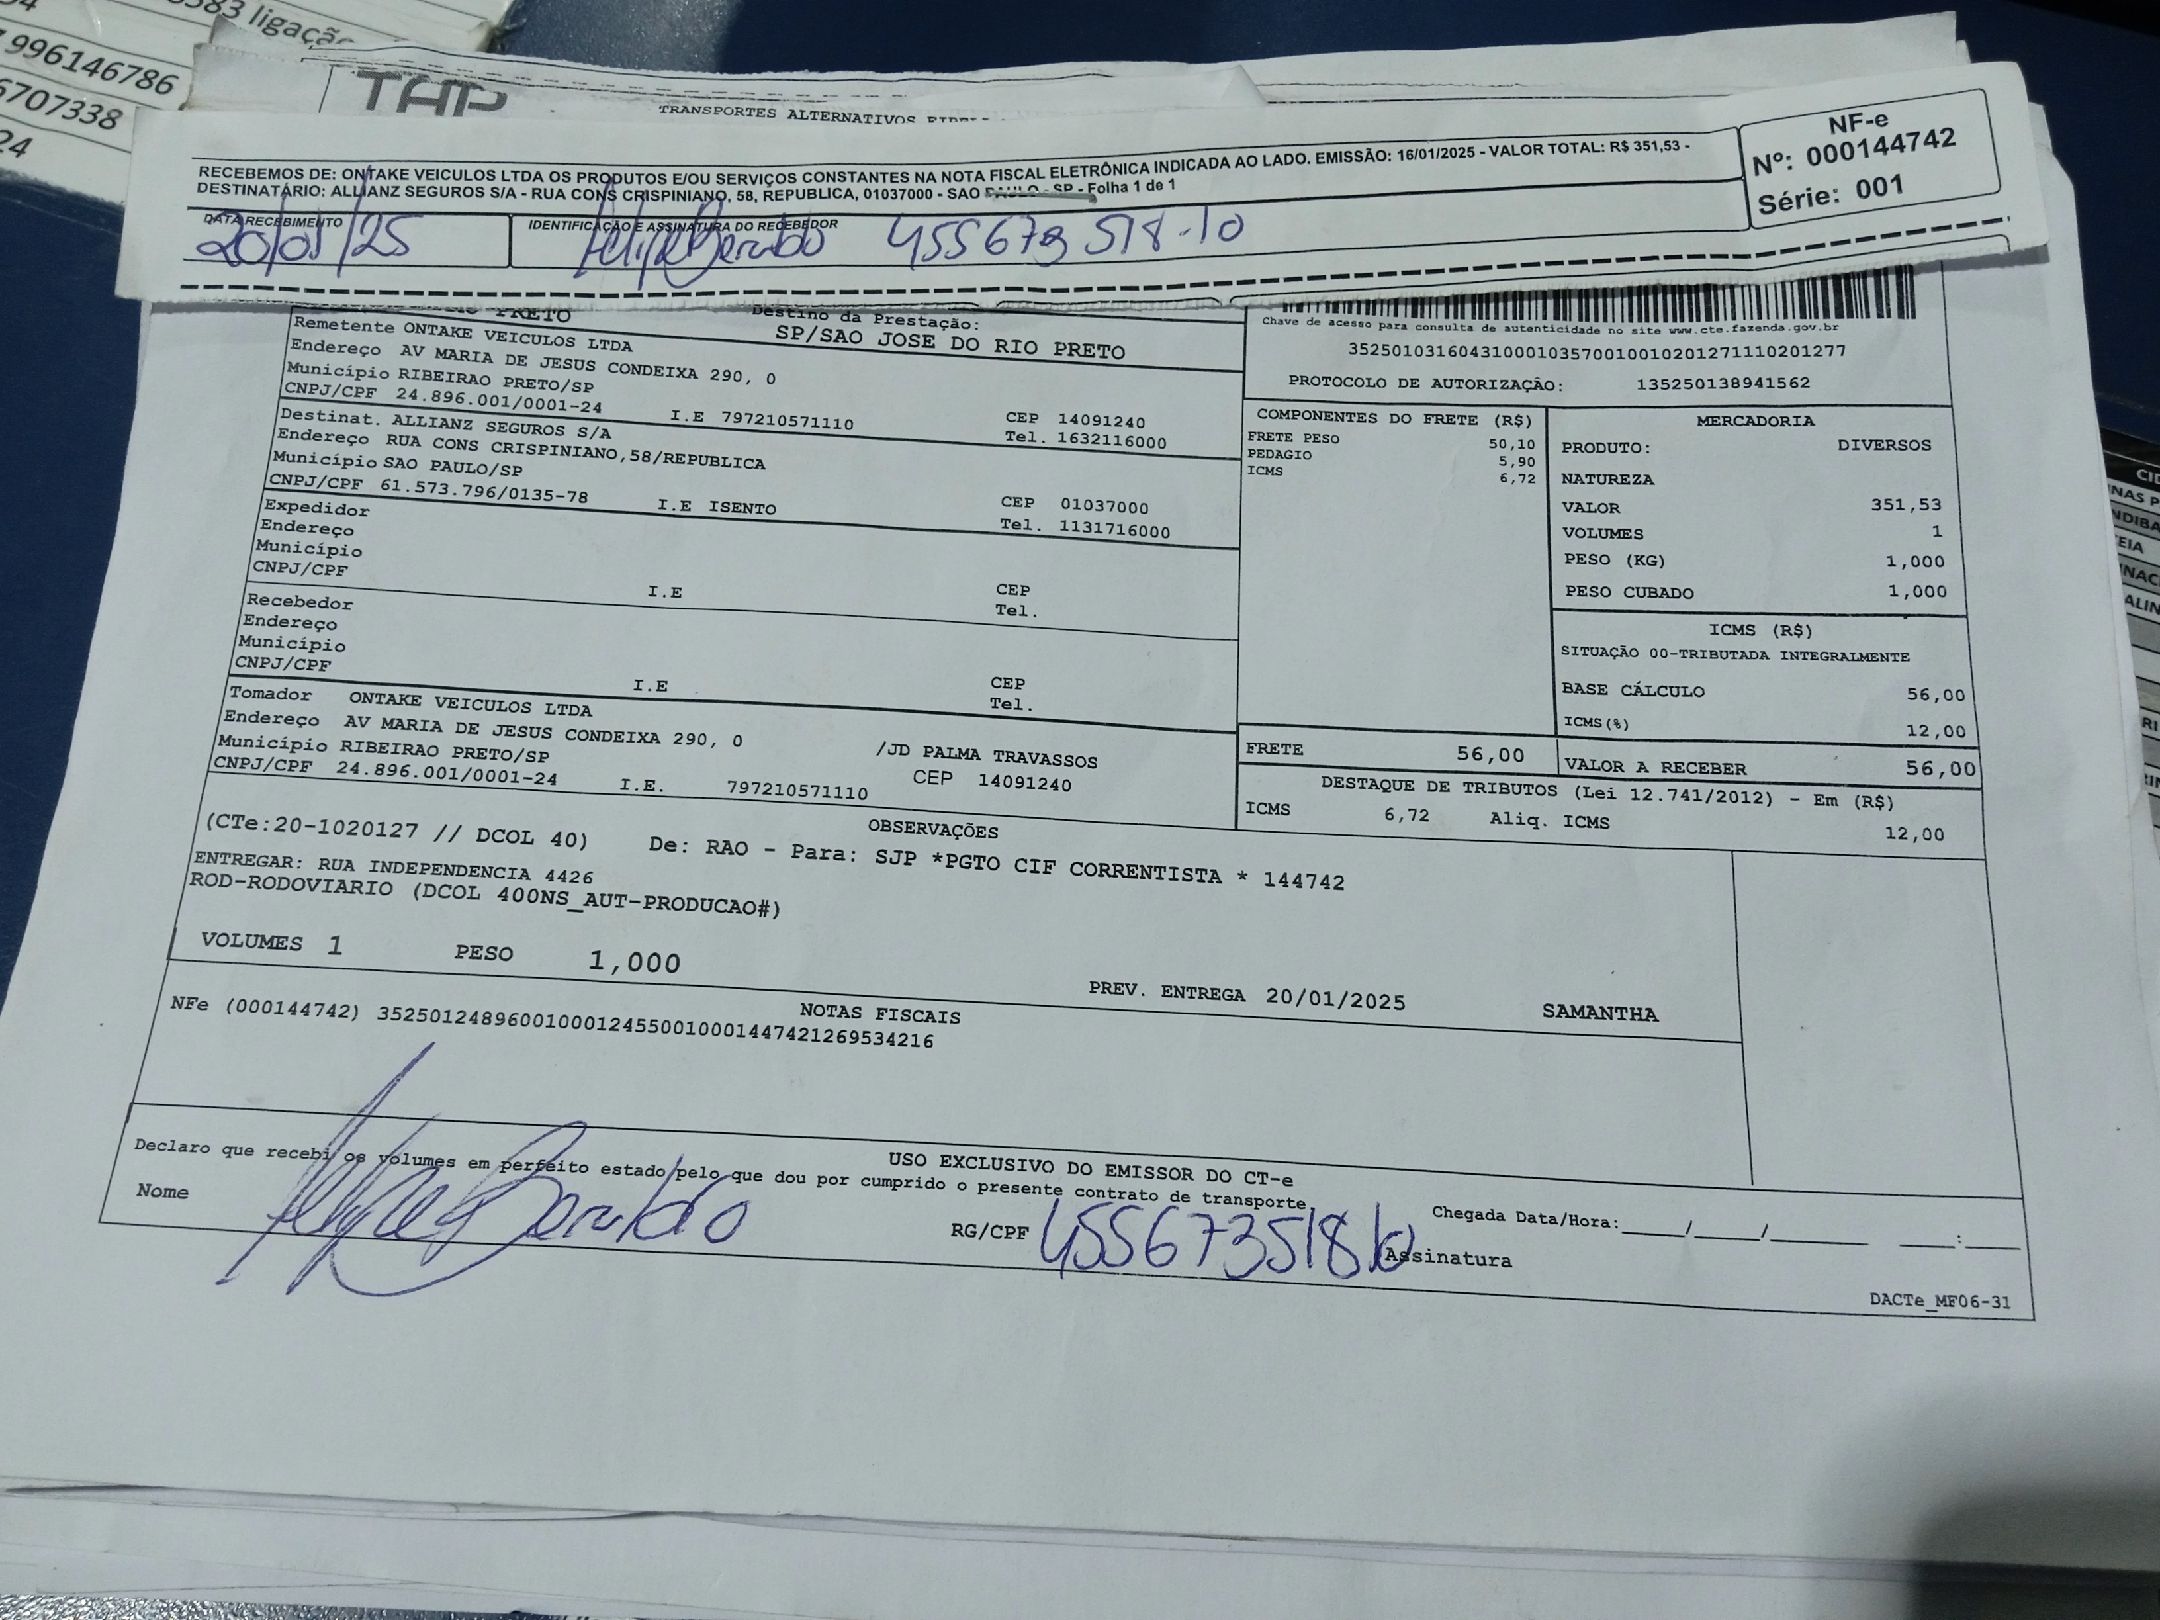 383 ligação
996146786
6707338
24
TRANSPORTES ALTERNATIVOS
RECEBEMOS DE: ONTAKE VEICULOS LTDA OS PRODUTOS E/OU SERVIÇOS CONSTANTES NA NOTA FISCAL ELETRÔNICA INDICADA AO LADO. EMISSÃO: 16/01/2025 - VALOR TOTAL: R$ 351,53 -
DESTINATÁRIO: ALLIANZ SEGUROS S/A - RUA CONS CRISPINIANO, 58, REPUBLICA, 01037000 - SAO PAULO - SP - Folha 1 de 1
NF-e
Nº: 000144742
Série: 001
DATA RECEBIMENTO
20/01/25
IDENTIFICAÇÃO E ASSINATURA DO RECEBEDOR
Felipe Beraldo 455673518-10
PRETO
Destino da Prestação:
SP/SAO JOSE DO RIO PRETO
Remetente ONTAKE VEICULOS LTDA
Endereço AV MARIA DE JESUS CONDEIXA 290, 0
Município RIBEIRAO PRETO/SP
CNPJ/CPF 24.896.001/0001-24 I.E 797210571110
CEP 14091240
Tel. 1632116000
Destinat. ALLIANZ SEGUROS S/A
Endereço RUA CONS CRISPINIANO,58/REPUBLICA
Município SAO PAULO/SP
CNPJ/CPF 61.573.796/0135-78 I.E ISENTO
CEP 01037000
Tel. 1131716000
Expedidor
Endereço
Município
CNPJ/CPF
I.E
CEP
Tel.
Recebedor
Endereço
Município
CNPJ/CPF
I.E
CEP
Tel.
Tomador ONTAKE VEICULOS LTDA
Endereço AV MARIA DE JESUS CONDEIXA 290, 0 /JD PALMA TRAVASSOS
Município RIBEIRAO PRETO/SP CEP 14091240
CNPJ/CPF 24.896.001/0001-24 I.E. 797210571110
Chave de acesso para consulta de autenticidade no site www.cte.fazenda.gov.br
35250103160431000103570010010201271110201277
PROTOCOLO DE AUTORIZAÇÃO: 135250138941562
COMPONENTES DO FRETE (R$)
FRETE PESO 50,10
PEDAGIO 5,90
ICMS 6,72
MERCADORIA
PRODUTO: DIVERSOS
NATUREZA
VALOR 351,53
VOLUMES 1
PESO (KG) 1,000
PESO CUBADO 1,000
ICMS (R$)
SITUAÇÃO 00-TRIBUTADA INTEGRALMENTE
BASE CÁLCULO 56,00
ICMS(%) 12,00
FRETE 56,00
VALOR A RECEBER 56,00
DESTAQUE DE TRIBUTOS (Lei 12.741/2012) - Em (R$)
ICMS 6,72 Aliq. ICMS 12,00
OBSERVAÇÕES
(CTe:20-1020127 // DCOL 40) De: RAO - Para: SJP *PGTO CIF CORRENTISTA * 144742
ENTREGAR: RUA INDEPENDENCIA 4426
ROD-RODOVIARIO (DCOL 400NS_AUT-PRODUCAO#)
VOLUMES 1 PESO 1,000
PREV. ENTREGA 20/01/2025 SAMANTHA
NOTAS FISCAIS
NFe (000144742) 35250124896001000124550010001447421269534216
USO EXCLUSIVO DO EMISSOR DO CT-e
Declaro que recebi os volumes em perfeito estado pelo que dou por cumprido o presente contrato de transporte.
Nome Felipe Beraldo
RG/CPF 45567351810
Chegada Data/Hora:____/____/______ ____:____
Assinatura
DACTe_MF06-31